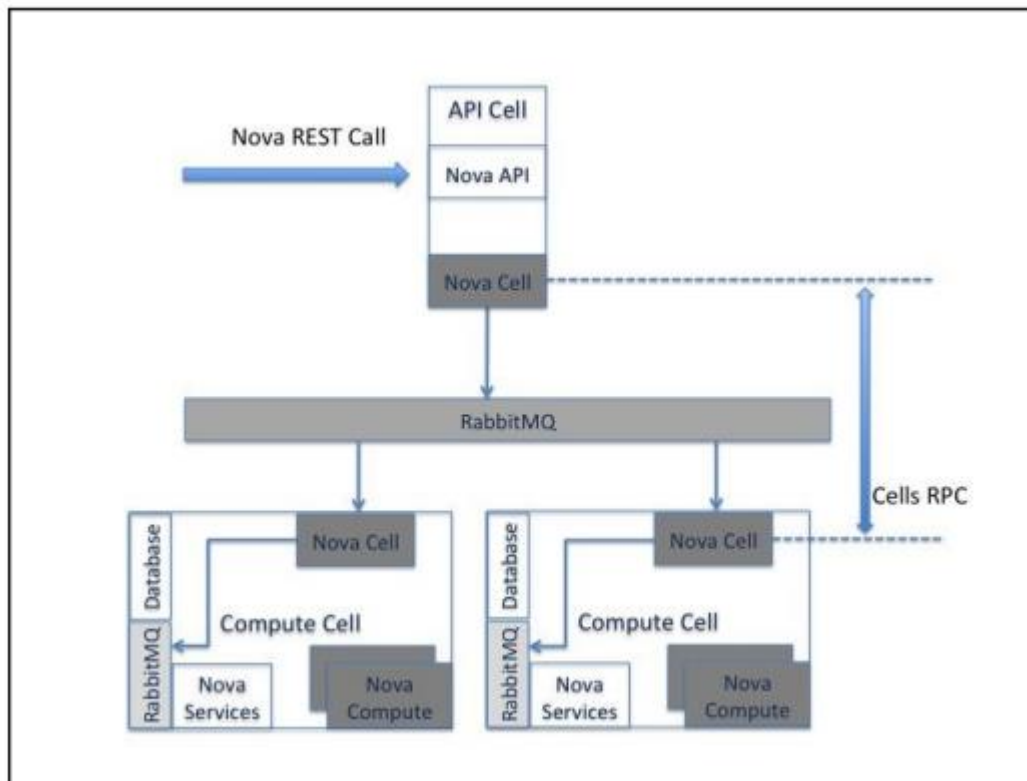 API Cell
Nova REST Call
Nova API
Nova Cell
RabbitMQ
Cells RPC
Database
Nova Cell
Compute Cell
RabbitMQ
Nova
Services
Nova
Compute
Database
Nova Cell
Compute Cell
RabbitMQ
Nova
Services
Nova
Compute